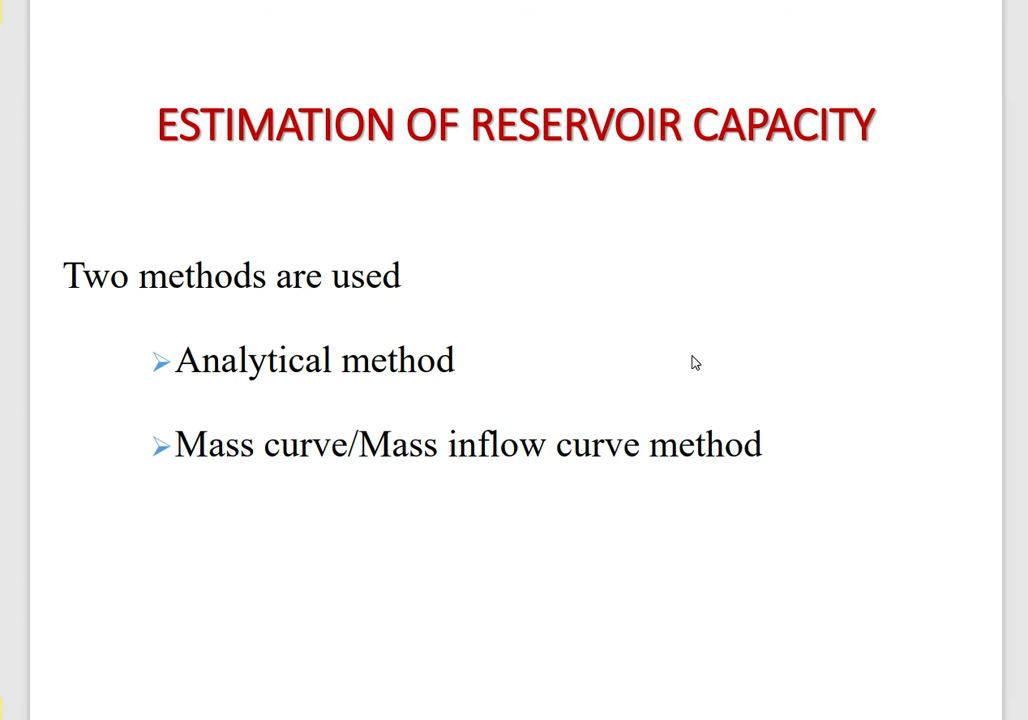 ESTIMATION OF RESERVOIR CAPACITY
Two methods are used
Analytical method
Mass curve/Mass inflow curve method